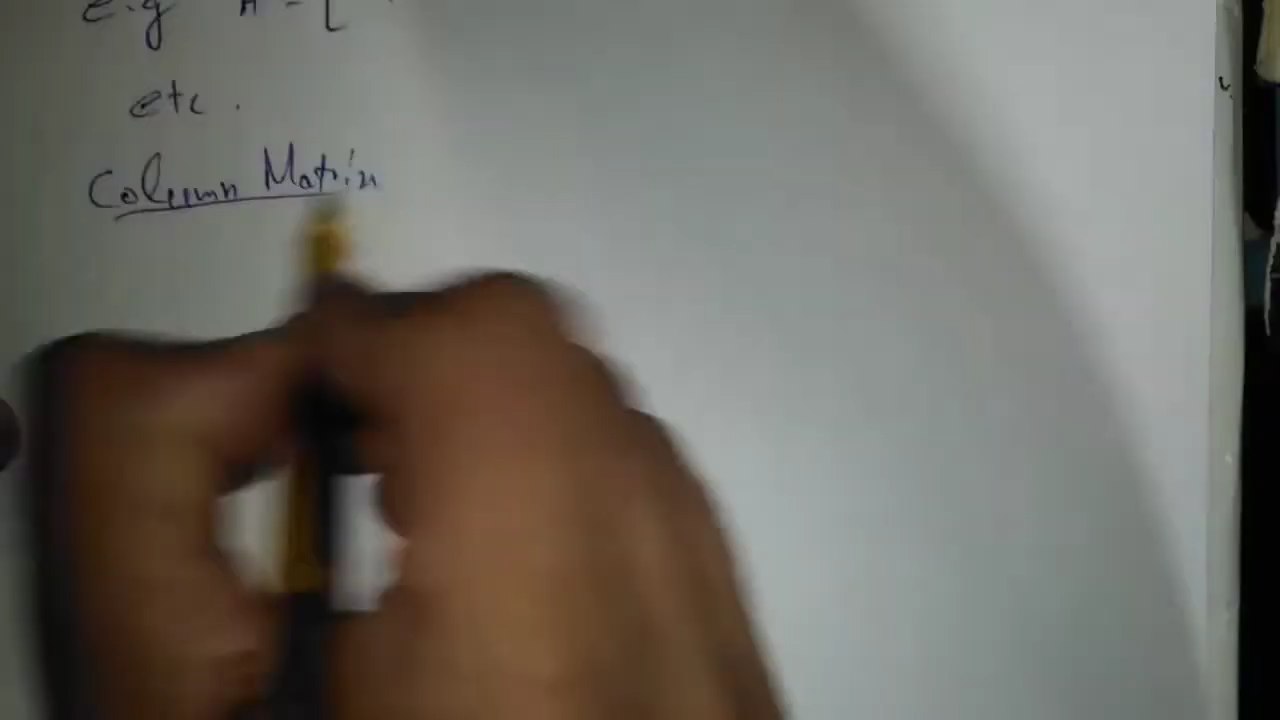 e.g A = [
etc.
Column Matrix